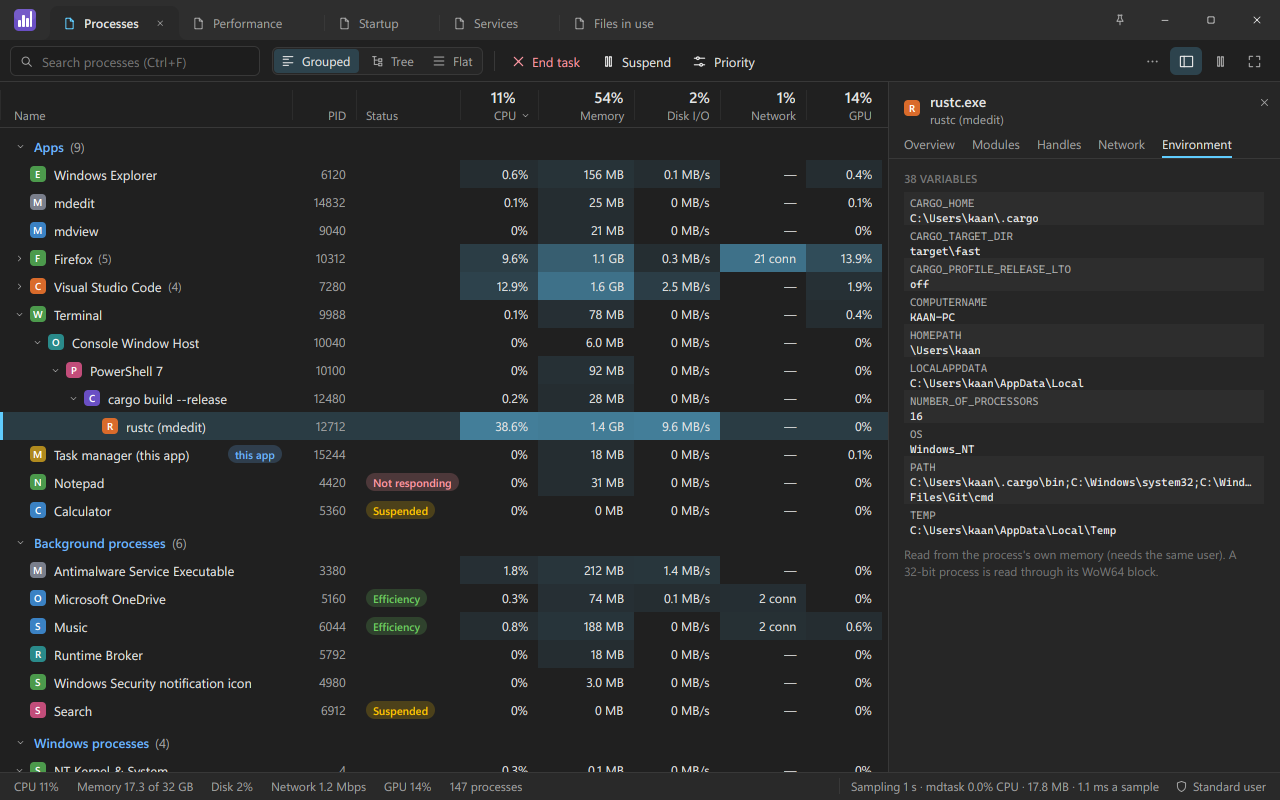 Processes
Performance
Startup
Services
Files in use
Search processes (Ctrl+F)
Grouped
Tree
Flat
End task
Suspend
Priority
11% 54% 2% 1% 14%
Name PID Status CPU Memory Disk I/O Network GPU
Apps (9)
E Windows Explorer 6120 0.6% 156 MB 0.1 MB/s — 0.4%
M mdedit 14832 0.1% 25 MB 0 MB/s — 0.1%
M mdview 9040 0% 21 MB 0 MB/s — 0%
F Firefox (5) 10312 9.6% 1.1 GB 0.3 MB/s 21 conn 13.9%
C Visual Studio Code (4) 7280 12.9% 1.6 GB 2.5 MB/s — 1.9%
W Terminal 9988 0.1% 78 MB 0 MB/s — 0.4%
O Console Window Host 10040 0% 6.0 MB 0 MB/s — 0%
P PowerShell 7 10100 0% 92 MB 0 MB/s — 0%
C cargo build --release 12480 0.2% 28 MB 0 MB/s — 0%
R rustc (mdedit) 12712 38.6% 1.4 GB 9.6 MB/s — 0%
M Task manager (this app) this app 15244 0% 18 MB 0 MB/s — 0.1%
N Notepad 4420 Not responding 0% 31 MB 0 MB/s — 0%
C Calculator 5360 Suspended 0% 0 MB 0 MB/s — 0%
Background processes (6)
M Antimalware Service Executable 3380 1.8% 212 MB 1.4 MB/s — 0%
O Microsoft OneDrive 5160 Efficiency 0.3% 74 MB 0.1 MB/s 2 conn 0%
S Music 6044 Efficiency 0.8% 188 MB 0 MB/s 2 conn 0.6%
R Runtime Broker 5792 0% 18 MB 0 MB/s — 0%
S Windows Security notification icon 4980 0% 3.0 MB 0 MB/s — 0%
S Search 6912 Suspended 0% 0 MB 0 MB/s — 0%
Windows processes (4)
S NT Kernel & System 4 0.3% 0.1 MB 0 MB/s — 0%
R rustc.exe
rustc (mdedit)
Overview Modules Handles Network Environment
38 VARIABLES
CARGO_HOME
C:\Users\kaan\.cargo
CARGO_TARGET_DIR
target\fast
CARGO_PROFILE_RELEASE_LTO
off
COMPUTERNAME
KAAN-PC
HOMEPATH
\Users\kaan
LOCALAPPDATA
C:\Users\kaan\AppData\Local
NUMBER_OF_PROCESSORS
16
OS
Windows_NT
PATH
C:\Users\kaan\.cargo\bin;C:\Windows\system32;C:\Wind…
Files\Git\cmd
TEMP
C:\Users\kaan\AppData\Local\Temp
Read from the process's own memory (needs the same user). A
32-bit process is read through its WoW64 block.
CPU 11% Memory 17.3 of 32 GB Disk 2% Network 1.2 Mbps GPU 14% 147 processes
Sampling 1 s · mdtask 0.0% CPU · 17.8 MB · 1.1 ms a sample Standard user